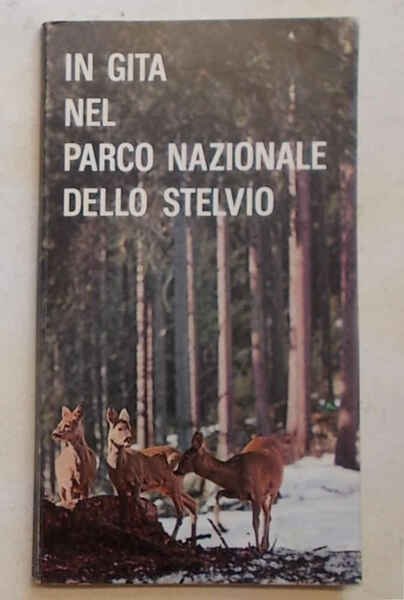 IN GITA
NEL
PARCO NAZIONALE
DELLO STELVIO